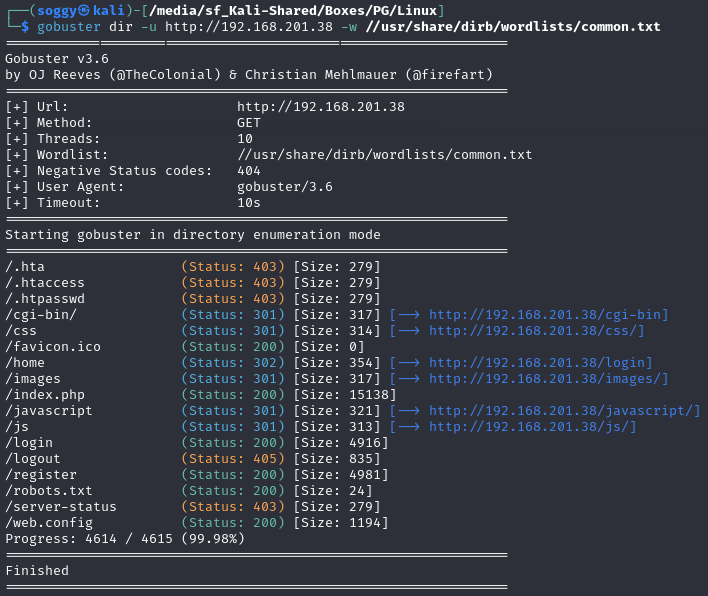 ┌──(soggy㉿kali)-[/media/sf_Kali-Shared/Boxes/PG/Linux]
└─$ gobuster dir -u http://192.168.201.38 -w //usr/share/dirb/wordlists/common.txt
===============================================================
Gobuster v3.6
by OJ Reeves (@TheColonial) & Christian Mehlmauer (@firefart)
===============================================================
[+] Url:                     http://192.168.201.38
[+] Method:                  GET
[+] Threads:                 10
[+] Wordlist:                //usr/share/dirb/wordlists/common.txt
[+] Negative Status codes:   404
[+] User Agent:              gobuster/3.6
[+] Timeout:                 10s
===============================================================
Starting gobuster in directory enumeration mode
===============================================================
/.hta                 (Status: 403) [Size: 279]
/.htaccess            (Status: 403) [Size: 279]
/.htpasswd            (Status: 403) [Size: 279]
/cgi-bin/             (Status: 301) [Size: 317] [--> http://192.168.201.38/cgi-bin]
/css                  (Status: 301) [Size: 314] [--> http://192.168.201.38/css/]
/favicon.ico          (Status: 200) [Size: 0]
/home                 (Status: 302) [Size: 354] [--> http://192.168.201.38/login]
/images               (Status: 301) [Size: 317] [--> http://192.168.201.38/images/]
/index.php            (Status: 200) [Size: 15138]
/javascript           (Status: 301) [Size: 321] [--> http://192.168.201.38/javascript/]
/js                   (Status: 301) [Size: 313] [--> http://192.168.201.38/js/]
/login                (Status: 200) [Size: 4916]
/logout               (Status: 405) [Size: 835]
/register             (Status: 200) [Size: 4981]
/robots.txt           (Status: 200) [Size: 24]
/server-status        (Status: 403) [Size: 279]
/web.config           (Status: 200) [Size: 1194]
Progress: 4614 / 4615 (99.98%)
===============================================================
Finished
===============================================================